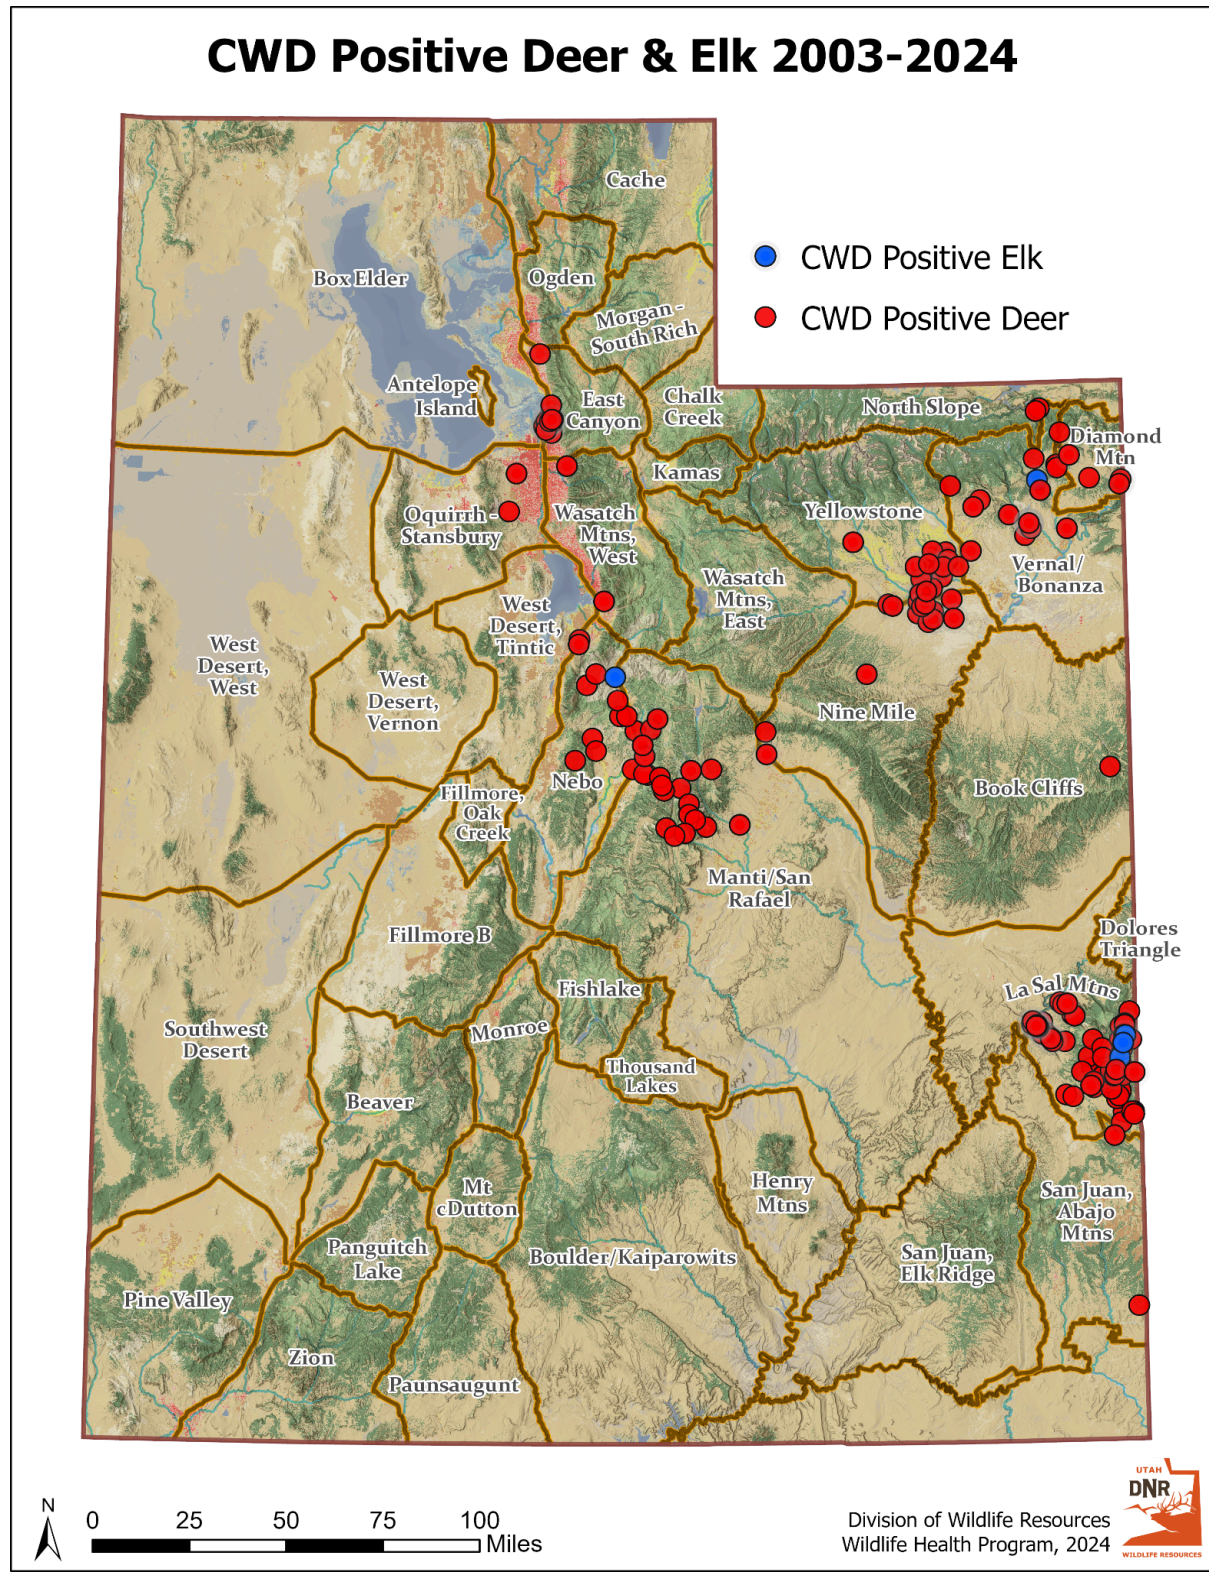 CWD Positive Deer & Elk 2003-2024
Cache
CWD Positive Elk
CWD Positive Deer
Box Elder
Ogden
Morgan -
South Rich
Antelope
Island
East
Canyon
Chalk
Creek
North Slope
Diamond
Mtn
Kamas
Oquirrh -
Stansbury
Wasatch
Mtns,
West
Yellowstone
Vernal/
Bonanza
Wasatch
Mtns,
East
West
Desert,
Tintic
West
Desert,
West
West
Desert,
Vernon
Nine Mile
Nebo
Book Cliffs
Fillmore,
Oak
Creek
Manti/San
Rafael
Fillmore B
Dolores
Triangle
La Sal Mtns
Fishlake
Southwest
Desert
Monroe
Thousand
Lakes
Beaver
Mt
cDutton
Henry
Mtns
San Juan,
Abajo
Mtns
Panguitch
Lake
Boulder/Kaiparowits
San Juan,
Elk Ridge
Pine Valley
Zion
Paunsaugunt
N
0 25 50 75 100
Miles
Division of Wildlife Resources
Wildlife Health Program, 2024
UTAH
DNR
WILDLIFE RESOURCES